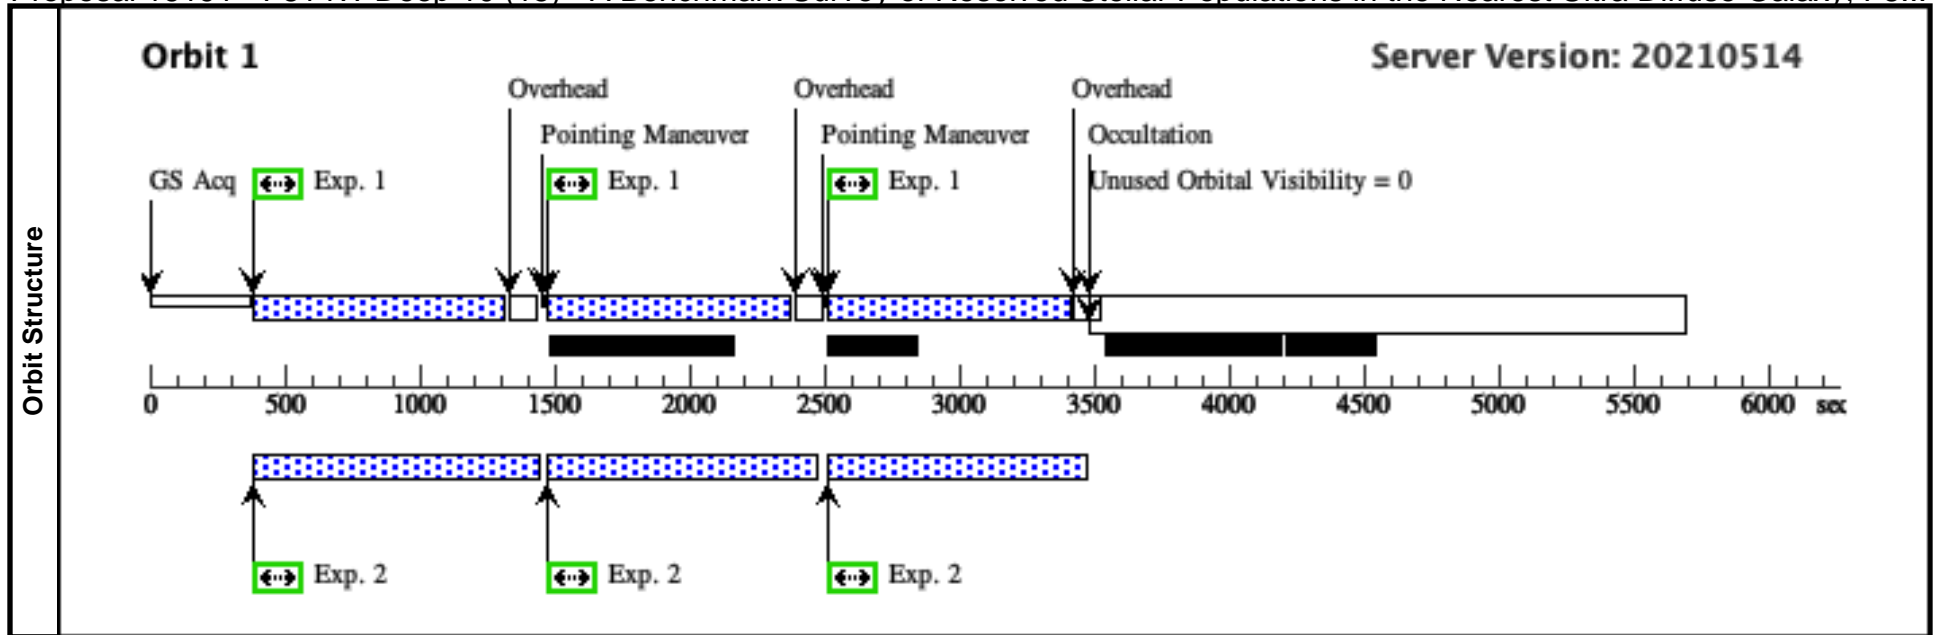 Orbit Structure
Orbit 1
Server Version: 20210514
Overhead
Overhead
Overhead
Pointing Maneuver
Pointing Maneuver
Occultation
GS Acq
Exp. 1
Exp. 1
Exp. 1
Unused Orbital Visibility = 0
0 500 1000 1500 2000 2500 3000 3500 4000 4500 5000 5500 6000 sec
Exp. 2
Exp. 2
Exp. 2